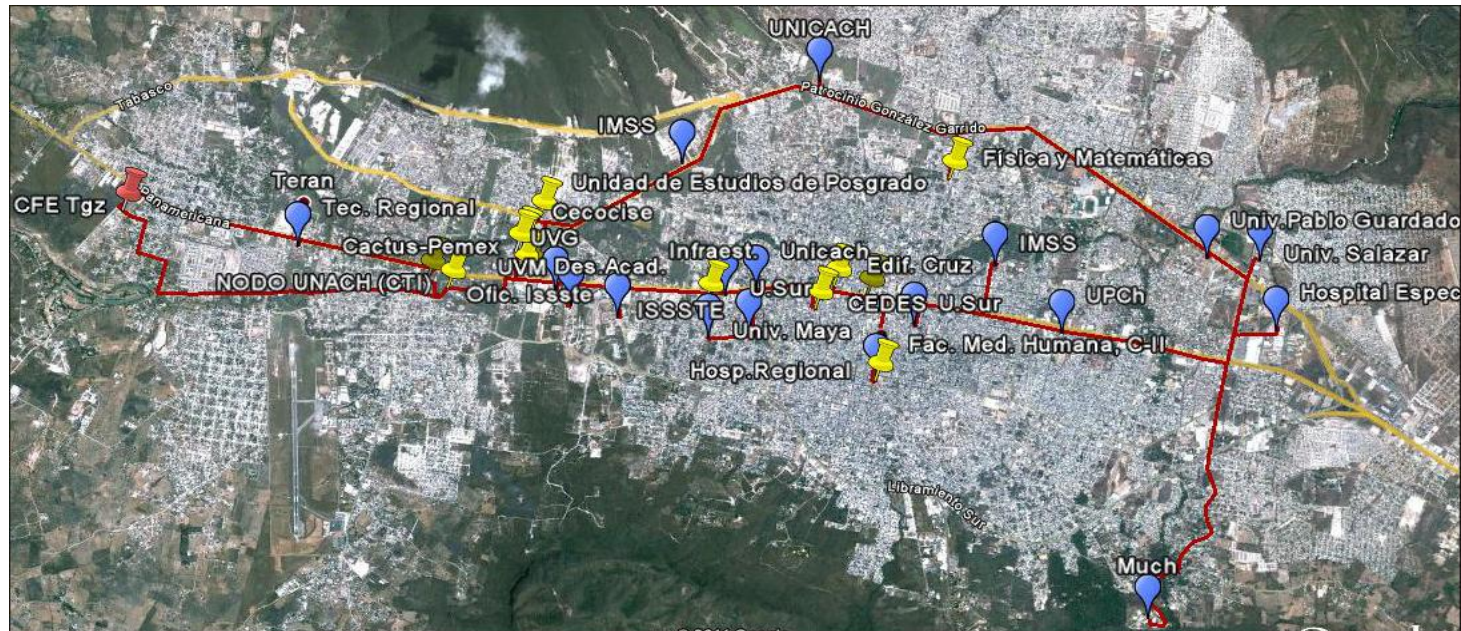 UNICACH
Tabasco
Patrocinio González Garrido
IMSS
Física y Matemáticas
Unidad de Estudios de Posgrado
Teran
CFE Tgz
Panamericana
Tec. Regional
Cecocise
Univ.Pablo Guardado
UVG
IMSS
Cactus-Pemex
Infraest.
Unicach
Univ. Salazar
UVM
Des.Acad.
Edif. Cruz
NODO UNACH (CTI)
Ofic. Issste
U.Sur
Hospital Espec
ISSSTE
CEDES
U.Sur
UPCh
Univ. Maya
Fac. Med. Humana, C-II
Hosp.Regional
Libramiento Sur
Much